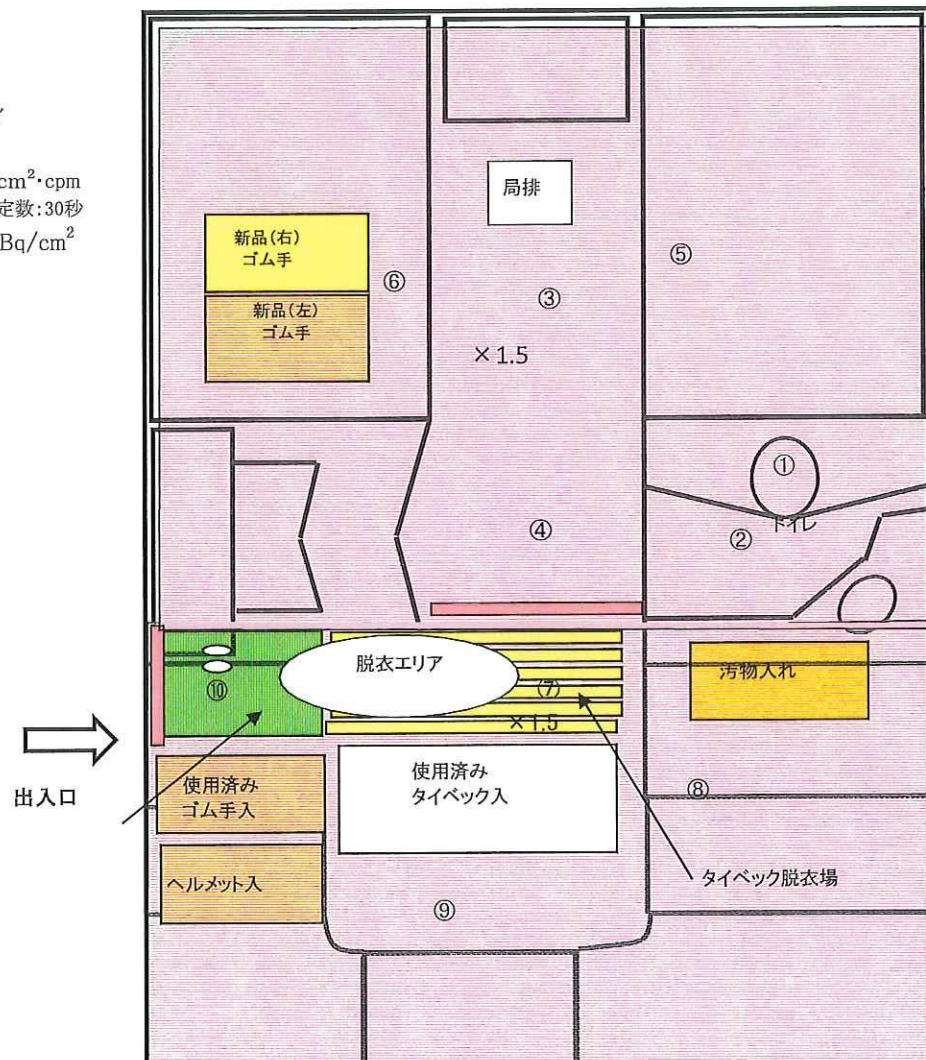 cm²・cpm
定数:30秒
Bq/cm²
局排
新品(右)
ゴム手
新品(左)
ゴム手
⑥
③
⑤
×1.5
①
④
②
トイレ
脱衣エリア
⑩
(7)
×1.5
汚物入れ
出入口
使用済み
ゴム手入
使用済み
タイベック入
⑧
ヘルメット入
タイベック脱衣場
⑨